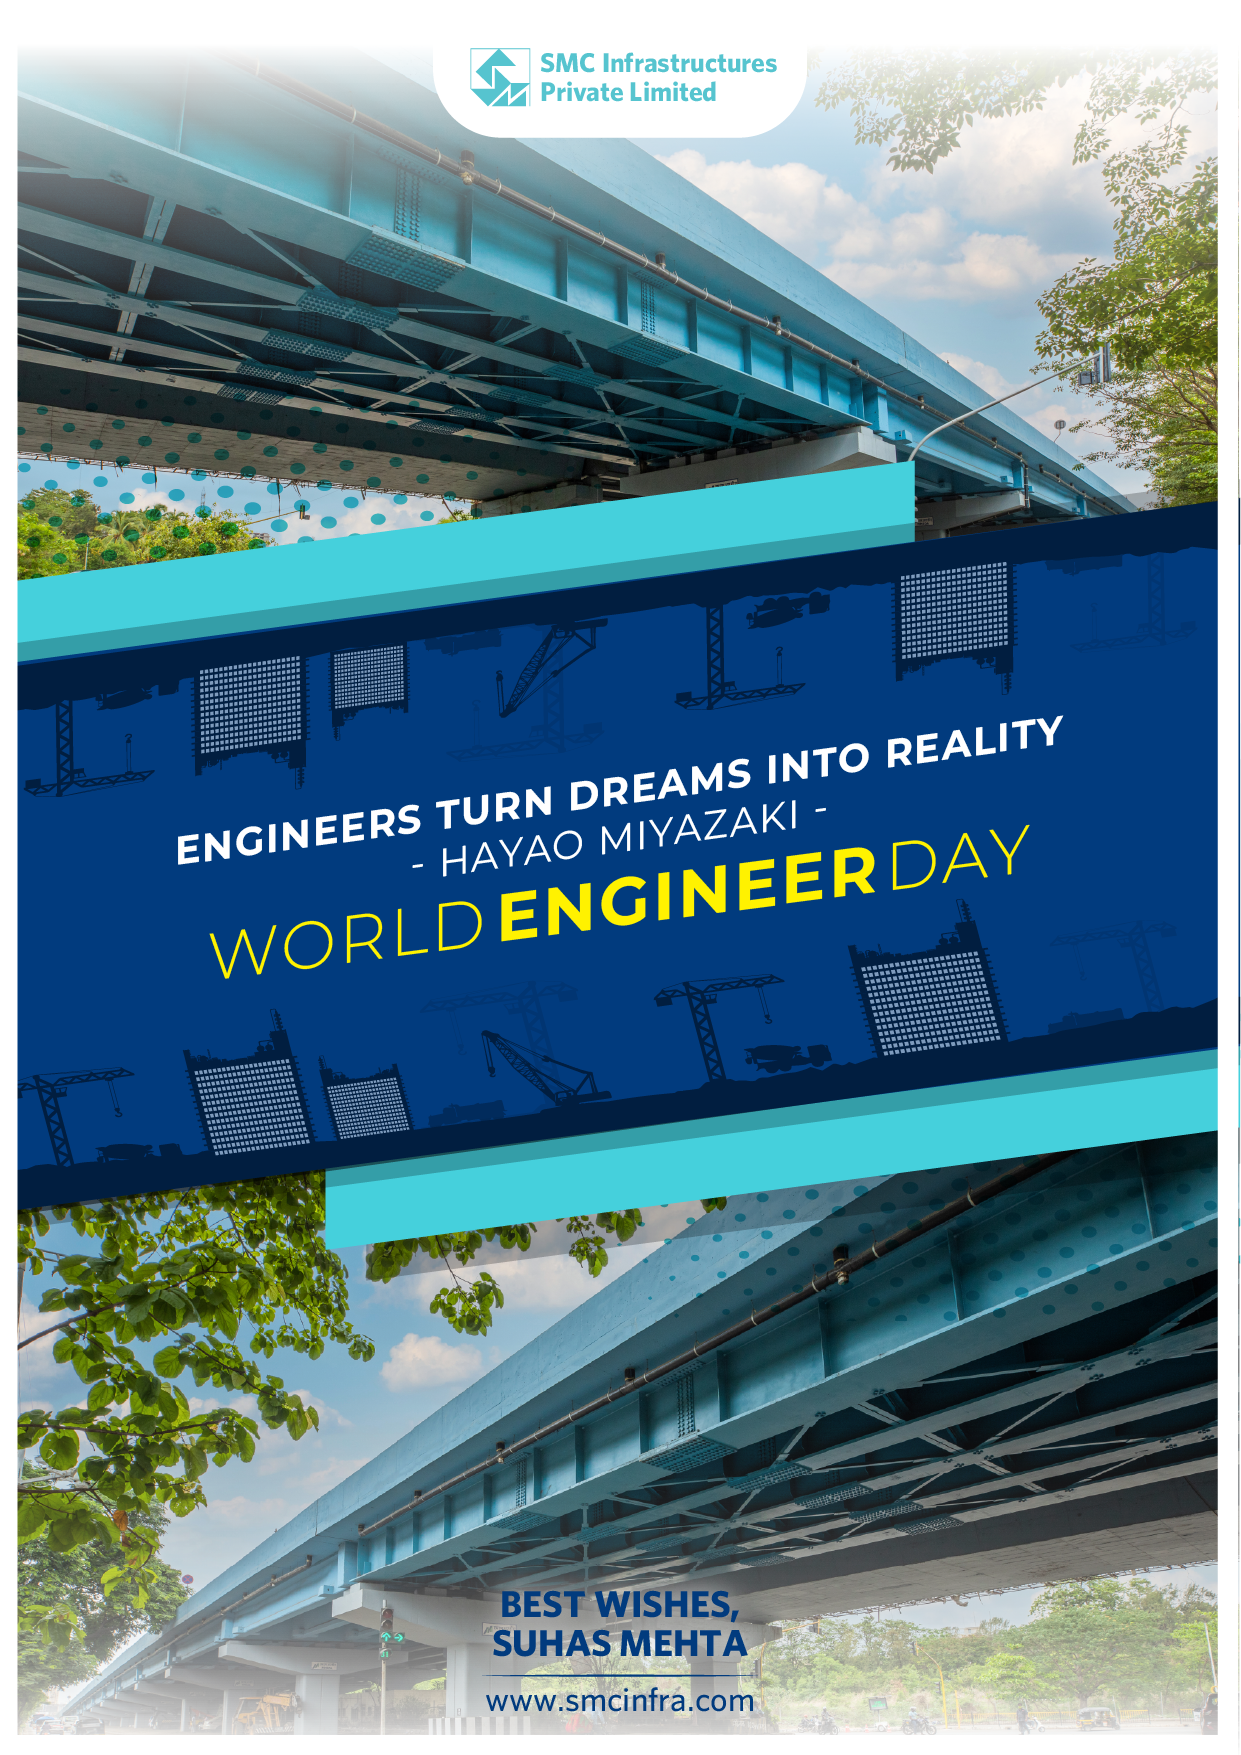 SMC Infrastructures
Private Limited
ENGINEERS TURN DREAMS INTO REALITY
- HAYAO MIYAZAKI -
WORLD ENGINEER DAY
BEST WISHES,
SUHAS MEHTA
www.smcinfra.com